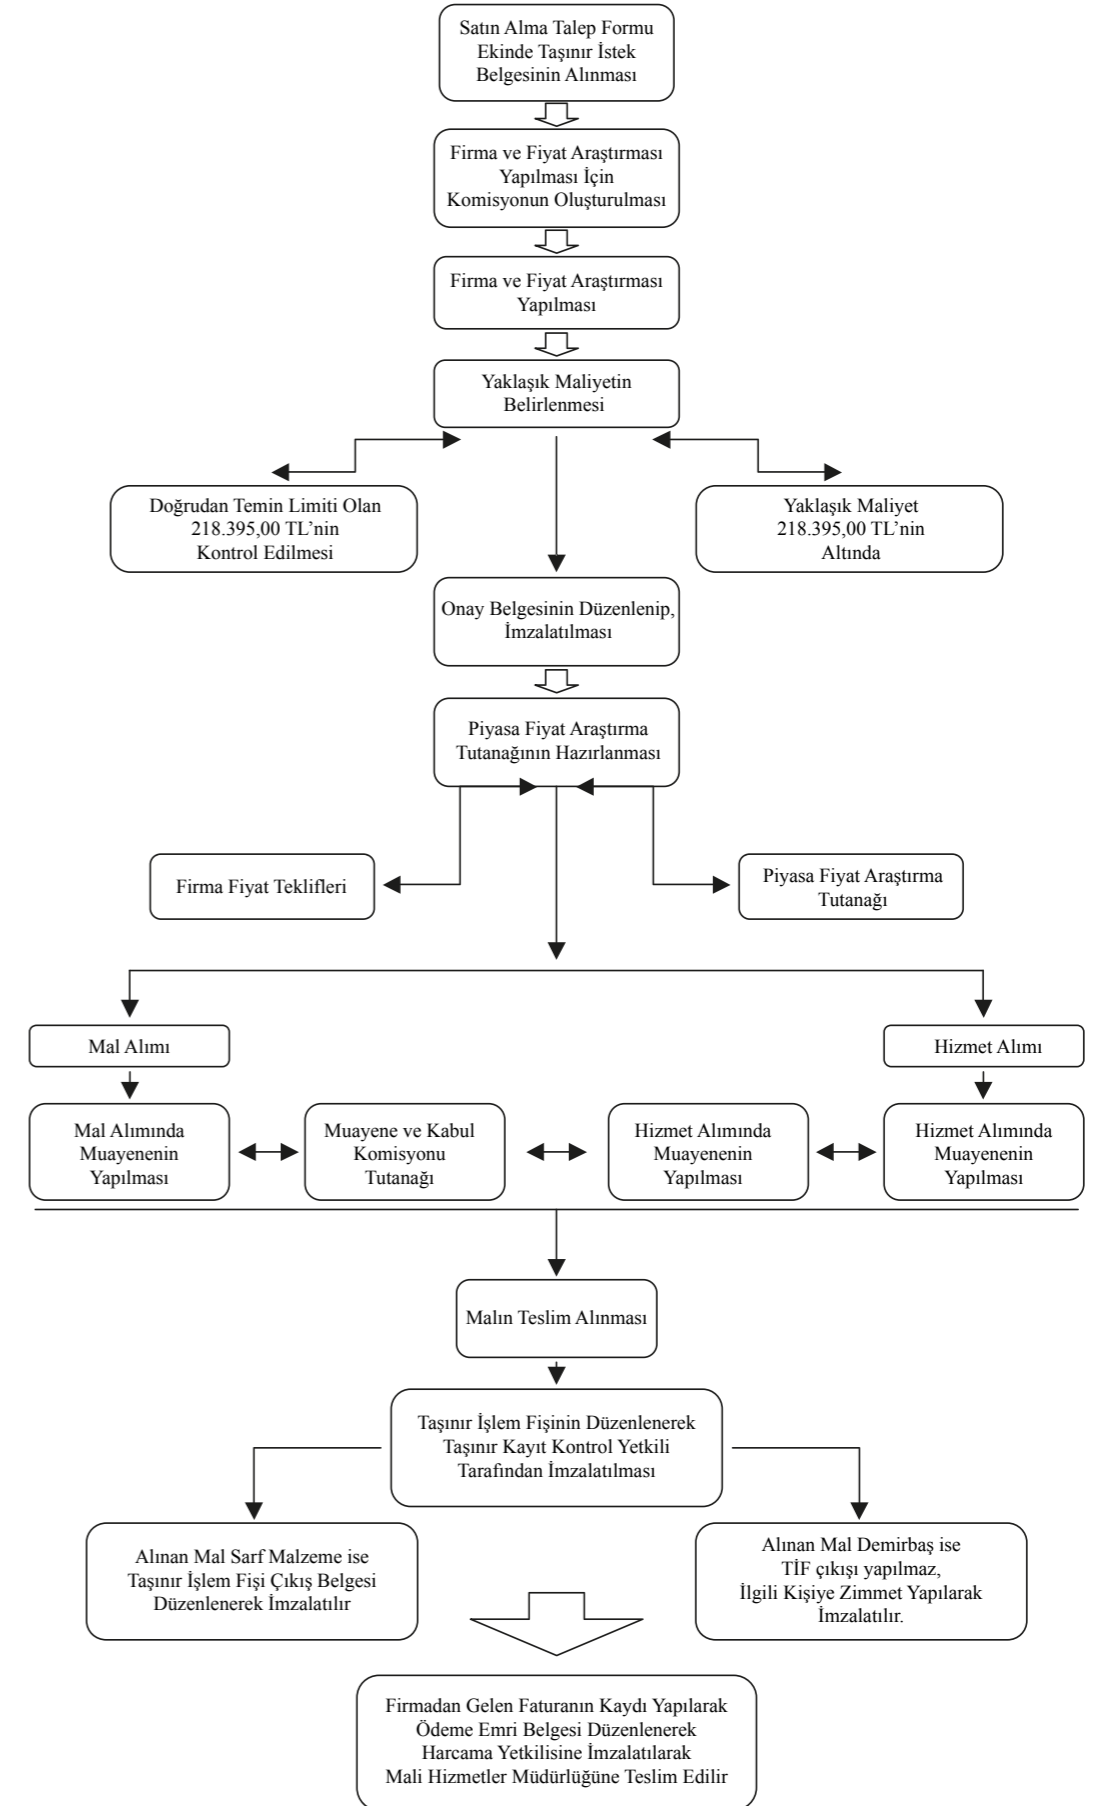 Satın Alma Talep Formu
Ekinde Taşınır İstek
Belgesinin Alınması
Firma ve Fiyat Araştırması
Yapılması İçin
Komisyonun Oluşturulması
Firma ve Fiyat Araştırması
Yapılması
Yaklaşık Maliyetin
Belirlenmesi
Doğrudan Temin Limiti Olan
218.395,00 TL’nin
Kontrol Edilmesi
Yaklaşık Maliyet
218.395,00 TL’nin
Altında
Onay Belgesinin Düzenlenip,
İmzalatılması
Piyasa Fiyat Araştırma
Tutanağının Hazırlanması
Firma Fiyat Teklifleri
Piyasa Fiyat Araştırma
Tutanağı
Mal Alımı
Hizmet Alımı
Mal Alımında
Muayenenin
Yapılması
Muayene ve Kabul
Komisyonu
Tutanağı
Hizmet Alımında
Muayenenin
Yapılması
Hizmet Alımında
Muayenenin
Yapılması
Malın Teslim Alınması
Taşınır İşlem Fişinin Düzenlenerek
Taşınır Kayıt Kontrol Yetkili
Tarafından İmzalatılması
Alınan Mal Sarf Malzeme ise
Taşınır İşlem Fişi Çıkış Belgesi
Düzenlenerek İmzalatılır
Alınan Mal Demirbaş ise
TİF çıkışı yapılmaz,
İlgili Kişiye Zimmet Yapılarak
İmzalatılır.
Firmadan Gelen Faturanın Kaydı Yapılarak
Ödeme Emri Belgesi Düzenlenerek
Harcama Yetkilisine İmzalatılarak
Mali Hizmetler Müdürlüğüne Teslim Edilir